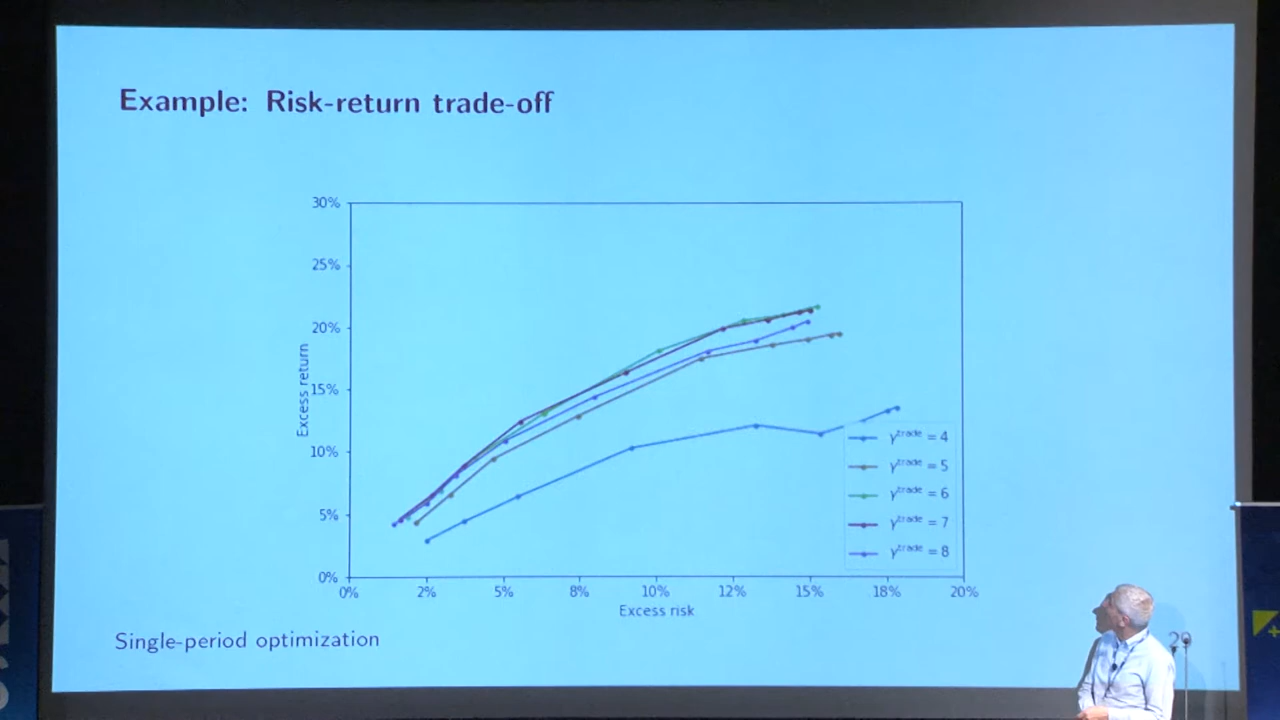 Example: Risk-return trade-off
30%
25%
20%
15%
10%
5%
0%
Excess return
0% 2% 5% 8% 10% 12% 15% 18% 20%
Excess risk
γtrade = 4
γtrade = 5
γtrade = 6
γtrade = 7
γtrade = 8
Single-period optimization
29